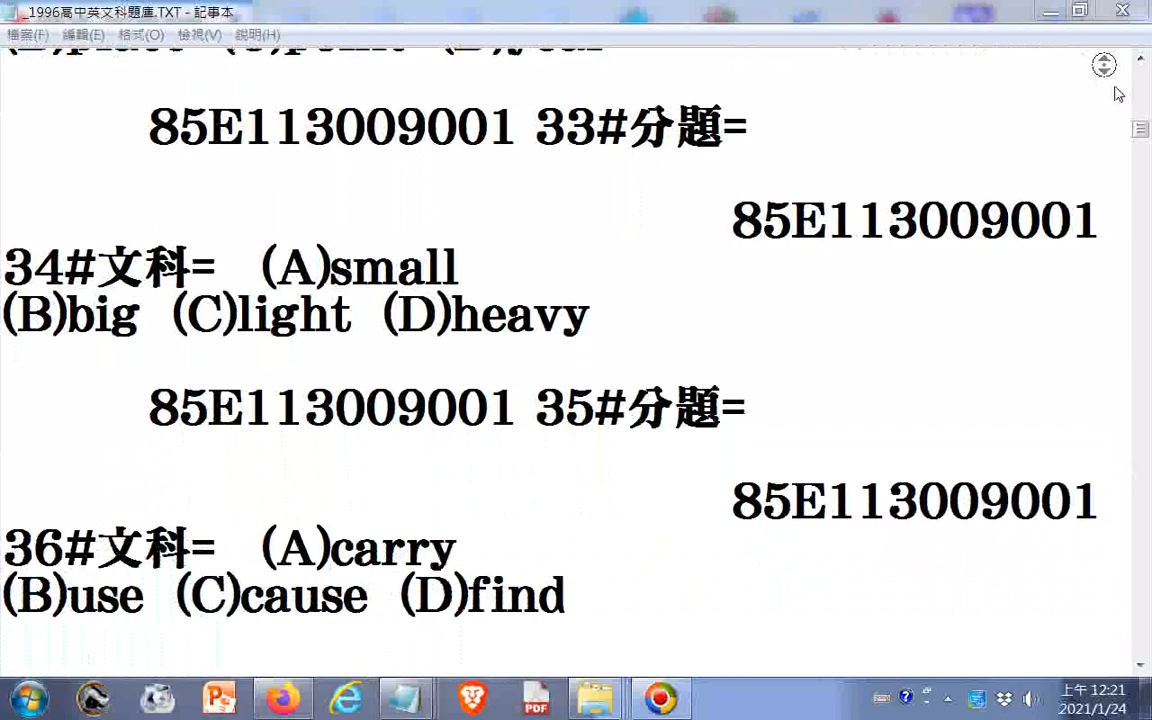 _1996高中英文科題庫.TXT - 記事本
檔案(F) 編輯(E) 格式(O) 檢視(V) 說明(H)
85E113009001 33#分題=
85E113009001
34#文科= (A)small
(B)big (C)light (D)heavy
85E113009001 35#分題=
85E113009001
36#文科= (A)carry
(B)use (C)cause (D)find
PDF
上午 12:21
2021/1/24